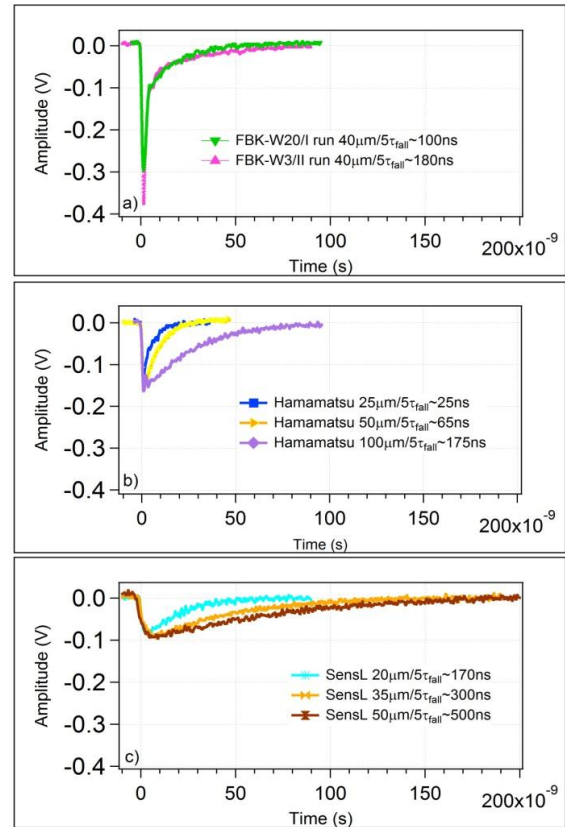 0.0
-0.1
-0.2
-0.3
-0.4
Amplitude (V)
FBK-W20/I run 40μm/5τfall~100ns
FBK-W3/II run 40μm/5τfall~180ns
a)
0
50
100
150
200x10-9
Time (s)
0.0
-0.1
-0.2
-0.3
-0.4
Amplitude (V)
Hamamatsu 25μm/5τfall~25ns
Hamamatsu 50μm/5τfall~65ns
Hamamatsu 100μm/5τfall~175ns
b)
0
50
100
150
200x10-9
Time (s)
0.0
-0.1
-0.2
-0.3
-0.4
Amplitude (V)
SensL 20μm/5τfall~170ns
SensL 35μm/5τfall~300ns
SensL 50μm/5τfall~500ns
c)
0
50
100
150
200x10-9
Time (s)